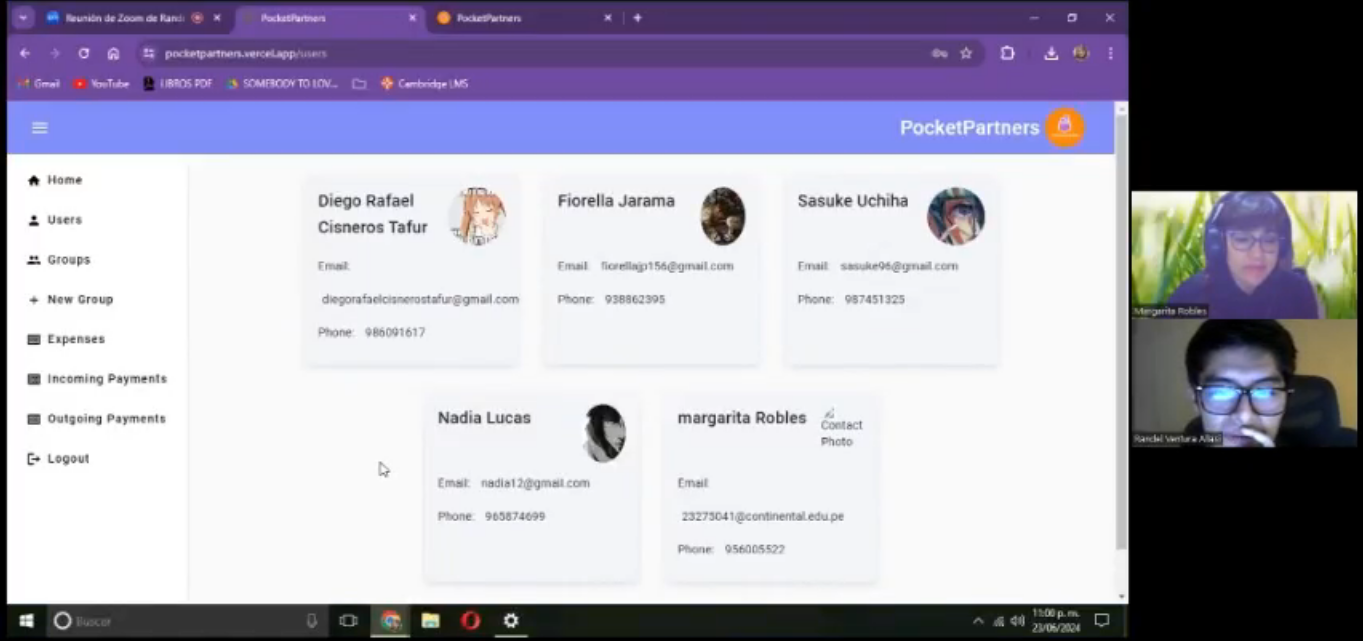 Reunión de Zoom de Randi
PocketPartners
PocketPartners
pocketpartners.vercel.app/users
Gmail
YouTube
LIBROS PDF
SOMEBODY TO LOV...
Cambridge LMS
PocketPartners
Home
Users
Groups
New Group
Expenses
Incoming Payments
Outgoing Payments
Logout
Diego Rafael
Cisneros Tafur
Email:
diegorafaelcisnerostafur@gmail.com
Phone: 986091617
Fiorella Jarama
Email: fiorellajp156@gmail.com
Phone: 938862395
Sasuke Uchiha
Email: sasuke96@gmail.com
Phone: 987451325
Nadia Lucas
Email: nadia12@gmail.com
Phone: 965874699
margarita Robles
Contact
Photo
Email:
23275041@continental.edu.pe
Phone: 956005522
Margarita Robles
Randel Ventura Allasi
Buscar
11:00 p. m.
23/06/2024